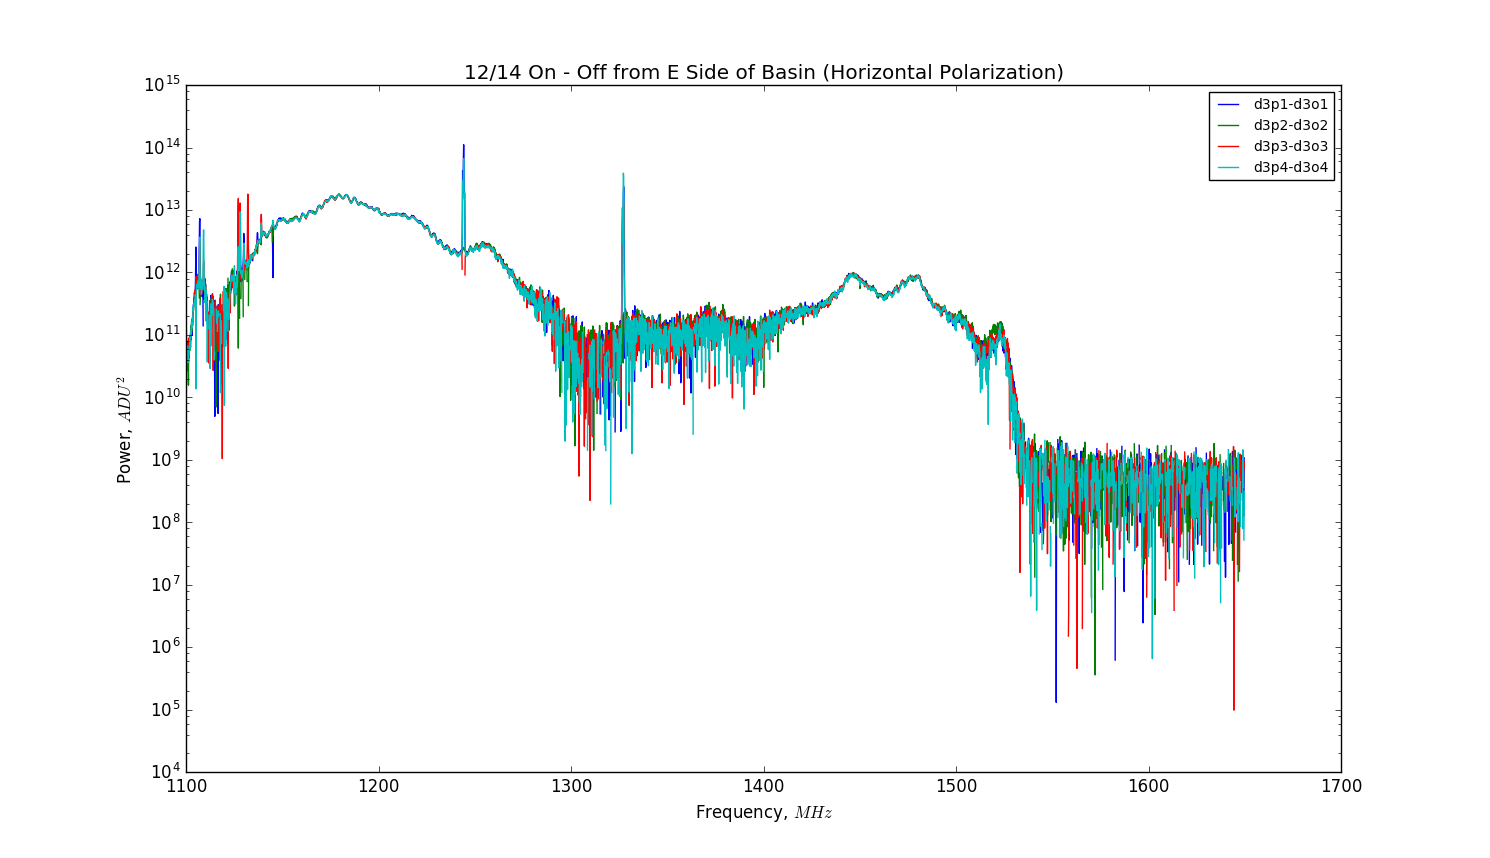 12/14 On - Off from E Side of Basin (Horizontal Polarization)
d3p1-d3o1
d3p2-d3o2
d3p3-d3o3
d3p4-d3o4
10^15
10^14
10^13
10^12
10^11
10^10
10^9
10^8
10^7
10^6
10^5
10^4
Power, ADU^2
1100 1200 1300 1400 1500 1600 1700
Frequency, MHz